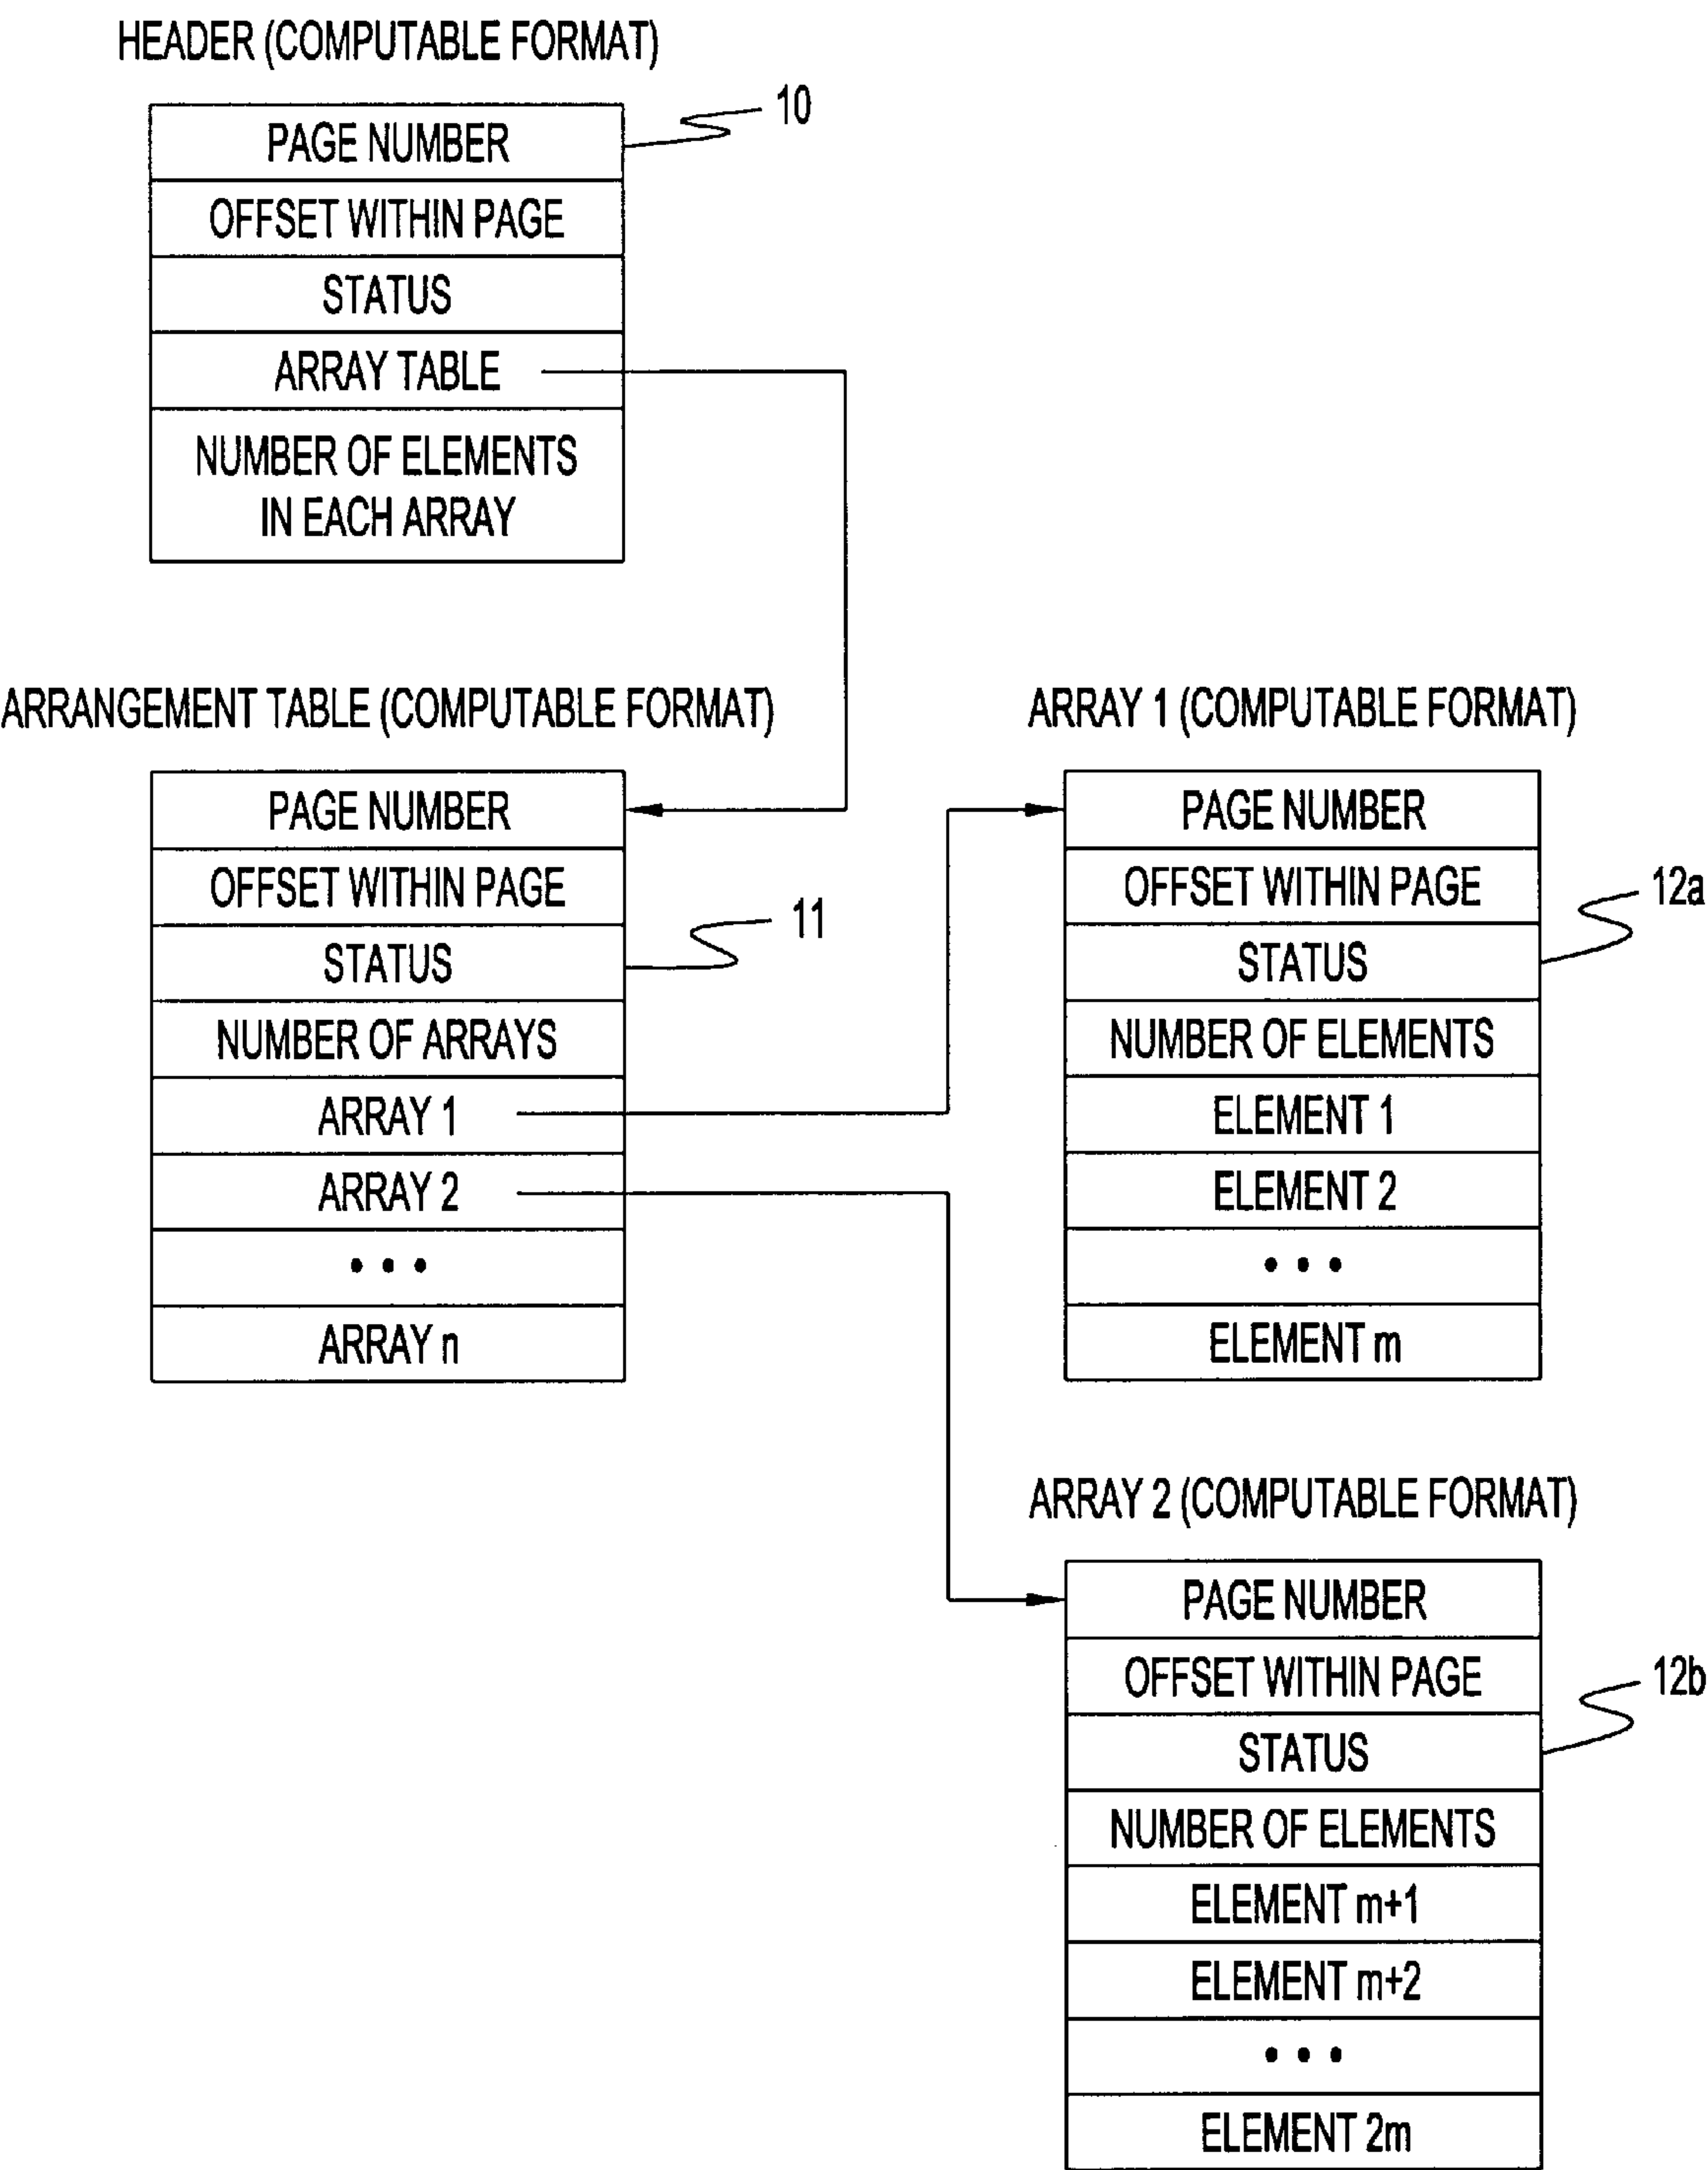 HEADER (COMPUTABLE FORMAT)
10
PAGE NUMBER
OFFSET WITHIN PAGE
STATUS
ARRAY TABLE
NUMBER OF ELEMENTS
IN EACH ARRAY
ARRANGEMENT TABLE (COMPUTABLE FORMAT)
PAGE NUMBER
OFFSET WITHIN PAGE
11
STATUS
NUMBER OF ARRAYS
ARRAY 1
ARRAY 2
• • •
ARRAY n
ARRAY 1 (COMPUTABLE FORMAT)
PAGE NUMBER
OFFSET WITHIN PAGE
12a
STATUS
NUMBER OF ELEMENTS
ELEMENT 1
ELEMENT 2
• • •
ELEMENT m
ARRAY 2 (COMPUTABLE FORMAT)
PAGE NUMBER
OFFSET WITHIN PAGE
12b
STATUS
NUMBER OF ELEMENTS
ELEMENT m+1
ELEMENT m+2
• • •
ELEMENT 2m